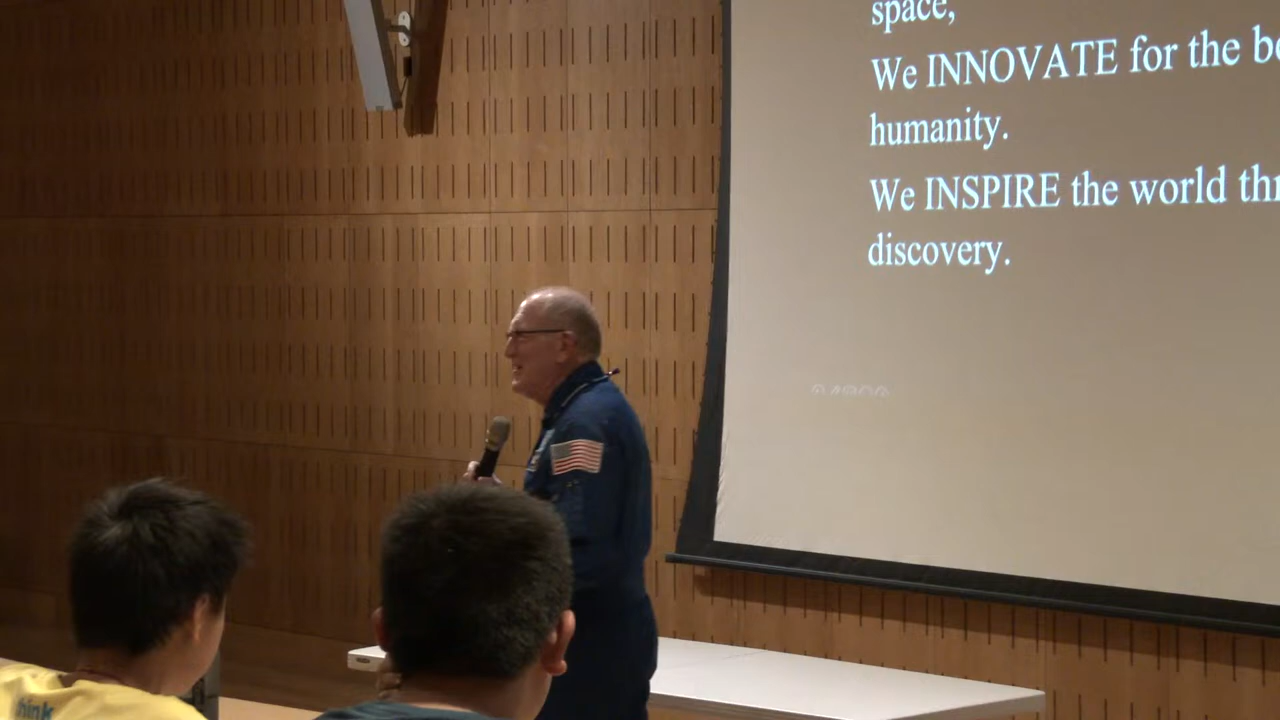 space,
We INNOVATE for the
humanity.
We INSPIRE the world
discovery.